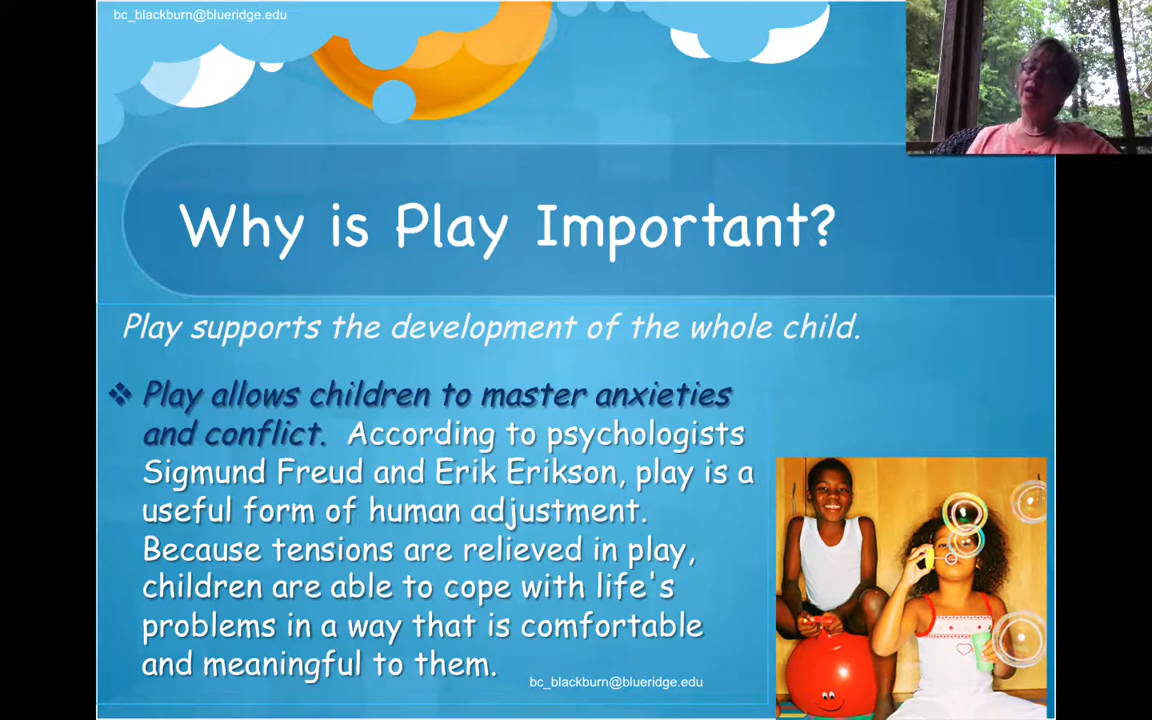 bc_blackburn@blueridge.edu
Why is Play Important?
Play supports the development of the whole child.
❖ Play allows children to master anxieties
and conflict. According to psychologists
Sigmund Freud and Erik Erikson, play is a
useful form of human adjustment.
Because tensions are relieved in play,
children are able to cope with life's
problems in a way that is comfortable
and meaningful to them.
bc_blackburn@blueridge.edu